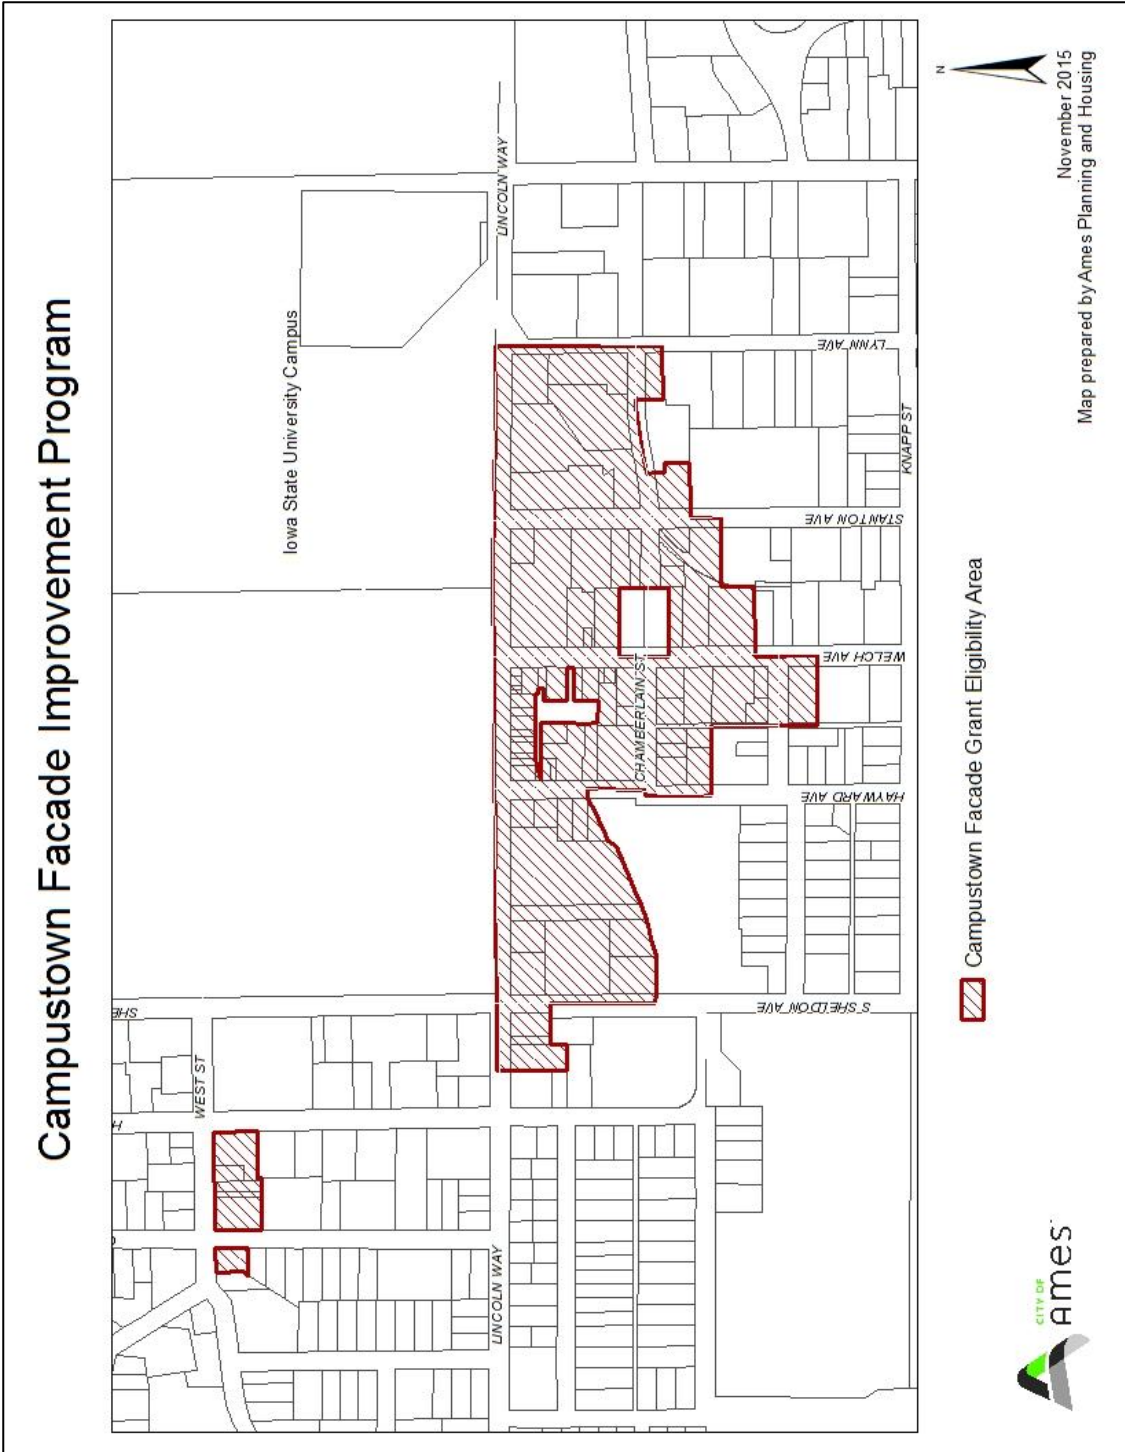 Campustown Facade Improvement Program
Iowa State University Campus
SHE
WEST ST
H
LINCOLN WAY
LINCOLN WAY
CHAMBERLAIN ST
S SHELDON AVE
HAYWARD AVE
WELCH AVE
STANTON AVE
LYNN AVE
KNAPP ST
Campustown Facade Grant Eligibility Area
N
November 2015
Map prepared by Ames Planning and Housing
CITY OF
Ames